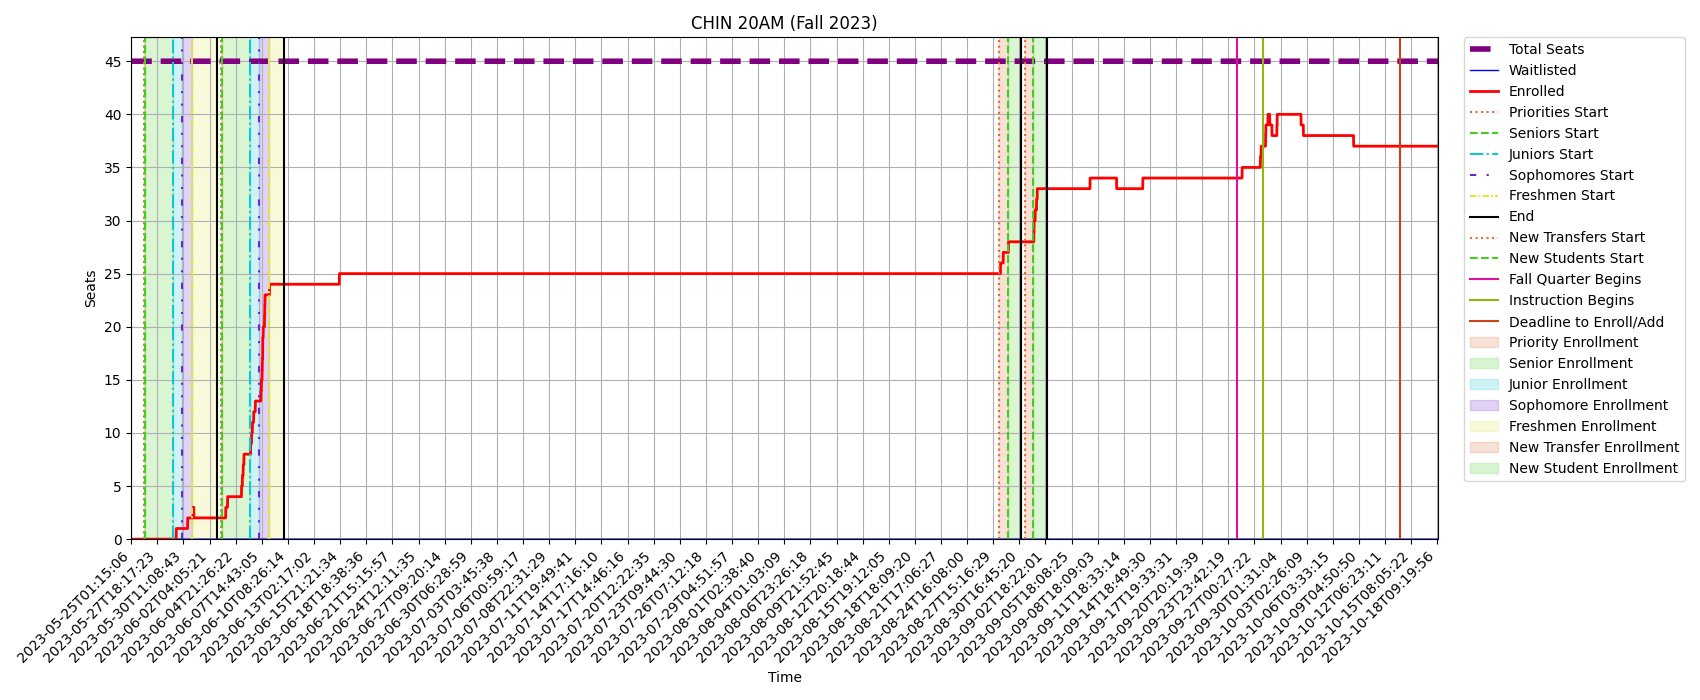 CHIN 20AM (Fall 2023)
Seats
45
40
35
30
25
20
15
10
5
0
2023-05-25T01:15:06
2023-05-27T18:17:23
2023-05-30T11:08:43
2023-06-02T04:05:21
2023-06-04T21:26:22
2023-06-07T14:43:05
2023-06-10T08:26:14
2023-06-13T02:17:02
2023-06-15T21:21:34
2023-06-18T18:38:36
2023-06-21T15:15:57
2023-06-24T12:11:35
2023-06-27T09:20:14
2023-06-30T06:28:59
2023-07-03T03:45:38
2023-07-06T00:59:17
2023-07-08T22:31:29
2023-07-11T19:49:41
2023-07-14T17:16:10
2023-07-17T14:46:16
2023-07-20T12:22:35
2023-07-23T09:44:30
2023-07-26T07:12:18
2023-07-29T04:51:57
2023-08-01T02:38:40
2023-08-04T01:03:09
2023-08-06T23:26:18
2023-08-09T21:52:45
2023-08-12T20:18:44
2023-08-15T19:12:05
2023-08-18T18:09:20
2023-08-21T17:06:27
2023-08-24T16:08:00
2023-08-27T15:16:29
2023-08-30T16:45:20
2023-09-02T18:22:01
2023-09-05T18:08:25
2023-09-08T18:09:03
2023-09-11T18:33:14
2023-09-14T18:49:30
2023-09-17T19:33:31
2023-09-20T20:19:39
2023-09-23T23:42:19
2023-09-27T00:27:22
2023-09-30T01:31:04
2023-10-03T02:26:09
2023-10-06T03:33:15
2023-10-09T04:50:50
2023-10-12T06:23:11
2023-10-15T08:05:22
2023-10-18T09:19:56
Time
Total Seats
Waitlisted
Enrolled
Priorities Start
Seniors Start
Juniors Start
Sophomores Start
Freshmen Start
End
New Transfers Start
New Students Start
Fall Quarter Begins
Instruction Begins
Deadline to Enroll/Add
Priority Enrollment
Senior Enrollment
Junior Enrollment
Sophomore Enrollment
Freshmen Enrollment
New Transfer Enrollment
New Student Enrollment